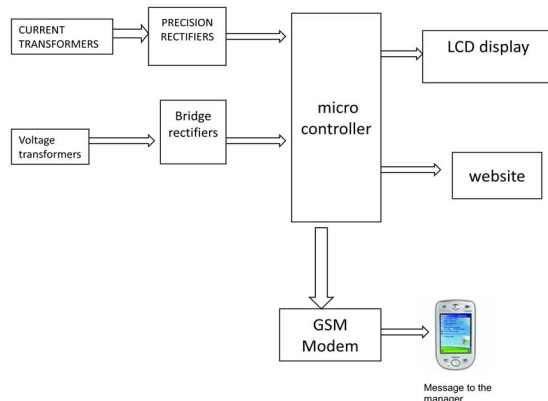 CURRENT
TRANSFORMERS
PRECISION
RECTIFIERS
micro
controller
LCD display
Voltage
transformers
Bridge
rectifiers
website
GSM
Modem
Message to the
manager